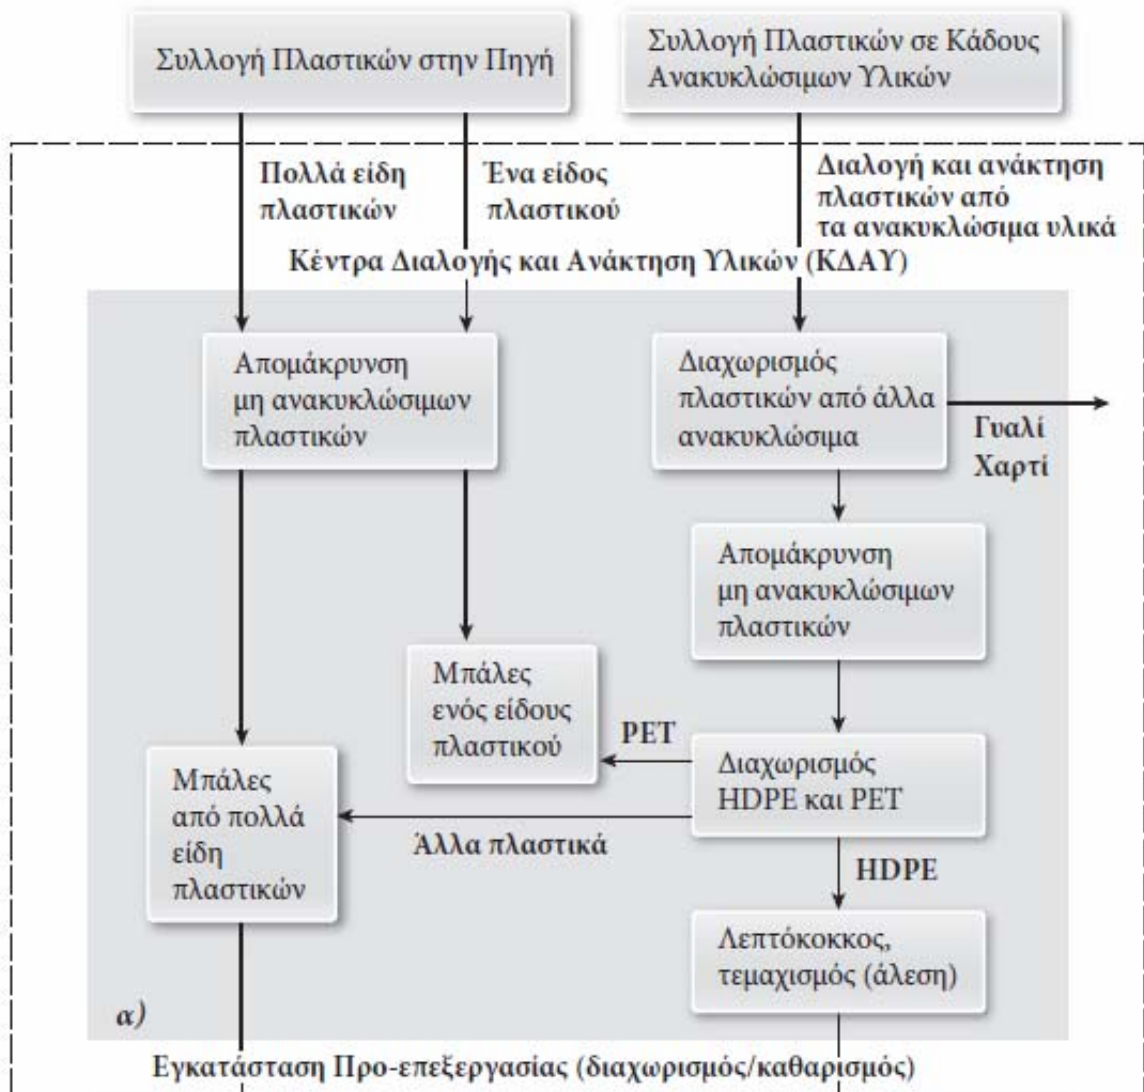 Συλλογή Πλαστικών στην Πηγή
Συλλογή Πλαστικών σε Κάδους
Ανακυκλώσιμων Υλικών
Πολλά είδη
πλαστικών
Ένα είδος
πλαστικού
Διαλογή και ανάκτηση
πλαστικών από
τα ανακυκλώσιμα υλικά
Κέντρα Διαλογής και Ανάκτηση Υλικών (ΚΔΑΥ)
Απομάκρυνση
μη ανακυκλώσιμων
πλαστικών
Διαχωρισμός
πλαστικών από άλλα
ανακυκλώσιμα
Γυαλί
Χαρτί
Απομάκρυνση
μη ανακυκλώσιμων
πλαστικών
Μπάλες
ενός είδους
πλαστικού
PET
Διαχωρισμός
HDPE και PET
Μπάλες
από πολλά
είδη
πλαστικών
Άλλα πλαστικά
HDPE
Λεπτόκοκκος,
τεμαχισμός (άλεση)
α)
Εγκατάσταση Προ-επεξεργασίας (διαχωρισμός/καθαρισμός)